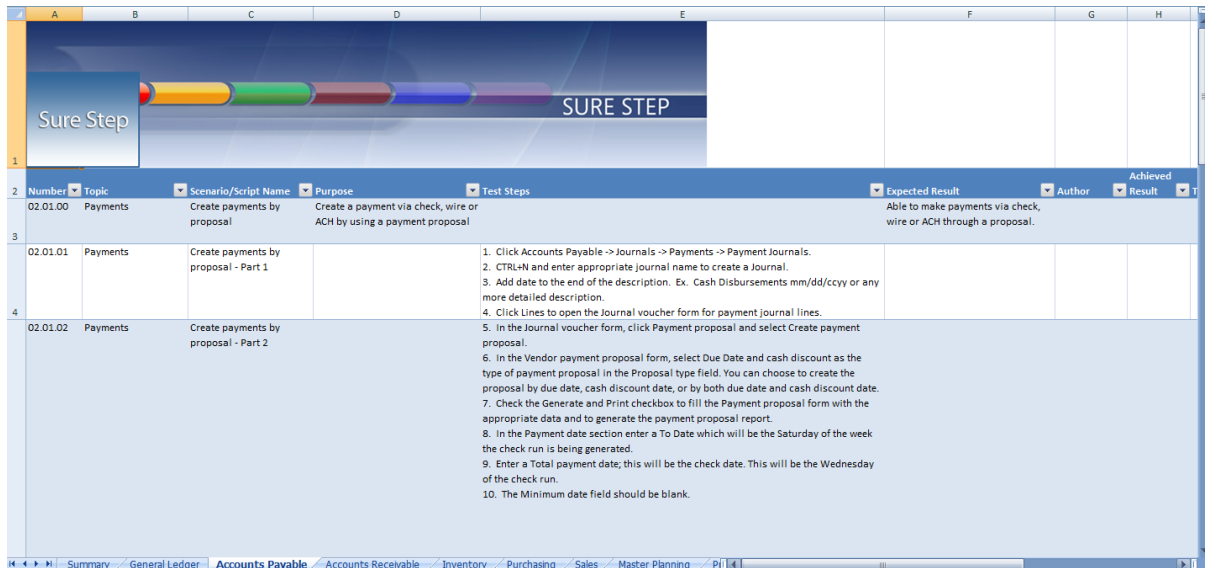 A B C D E F G H
Sure Step
SURE STEP
1
2 Number Topic Scenario/Script Name Purpose Test Steps Expected Result Author Achieved Result T
3 02.01.00 Payments Create payments by Create a payment via check, wire or Able to make payments via check,
proposal ACH by using a payment proposal wire or ACH through a proposal.
4 02.01.01 Payments Create payments by 1. Click Accounts Payable -> Journals -> Payments -> Payment Journals.
proposal - Part 1 2. CTRL+N and enter appropriate journal name to create a Journal.
3. Add date to the end of the description. Ex. Cash Disbursements mm/dd/ccyy or any
more detailed description.
4. Click Lines to open the Journal voucher form for payment journal lines.
02.01.02 Payments Create payments by 5. In the Journal voucher form, click Payment proposal and select Create payment
proposal - Part 2 proposal.
6. In the Vendor payment proposal form, select Due Date and cash discount as the
type of payment proposal in the Proposal type field. You can choose to create the
proposal by due date, cash discount date, or by both due date and cash discount date.
7. Check the Generate and Print checkbox to fill the Payment proposal form with the
appropriate data and to generate the payment proposal report.
8. In the Payment date section enter a To Date which will be the Saturday of the week
the check run is being generated.
9. Enter a Total payment date; this will be the check date. This will be the Wednesday
of the check run.
10. The Minimum date field should be blank.
Summary General Ledger Accounts Payable Accounts Receivable Inventory Purchasing Sales Master Planning